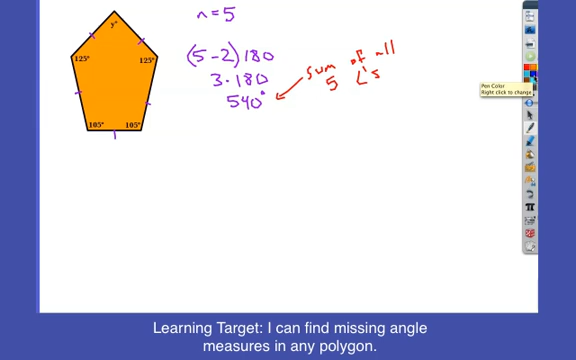 n = 5
y°
125°
125°
105°
105°
(5 - 2) 180
3 · 180
540°
sum of all
5 ∠'s
Pen Color
Right click to change
Learning Target: I can find missing angle
measures in any polygon.